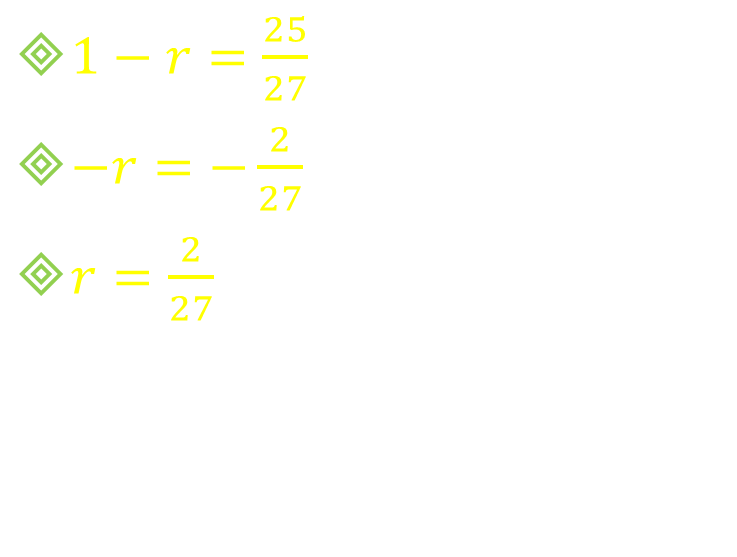 1 − r = 25/27
−r = −2/27
r = 2/27